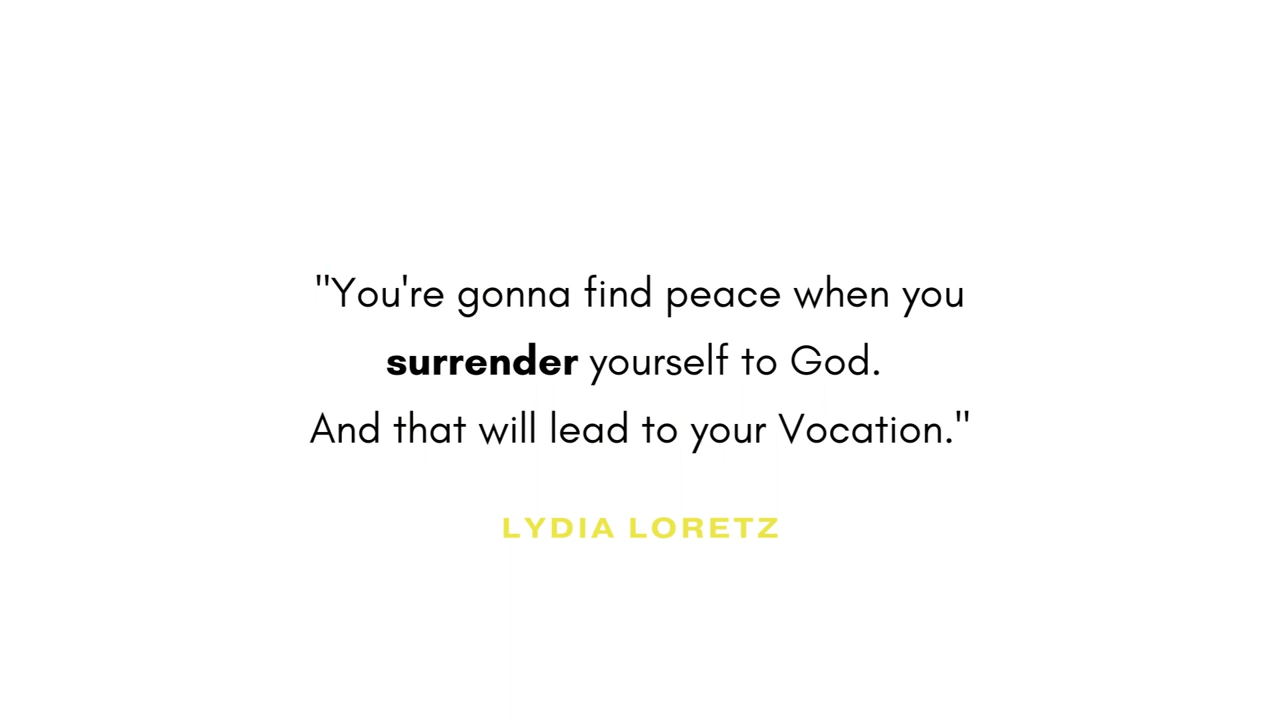 "You're gonna find peace when you
surrender yourself to God.
And that will lead to your Vocation."
LYDIA LORETZ